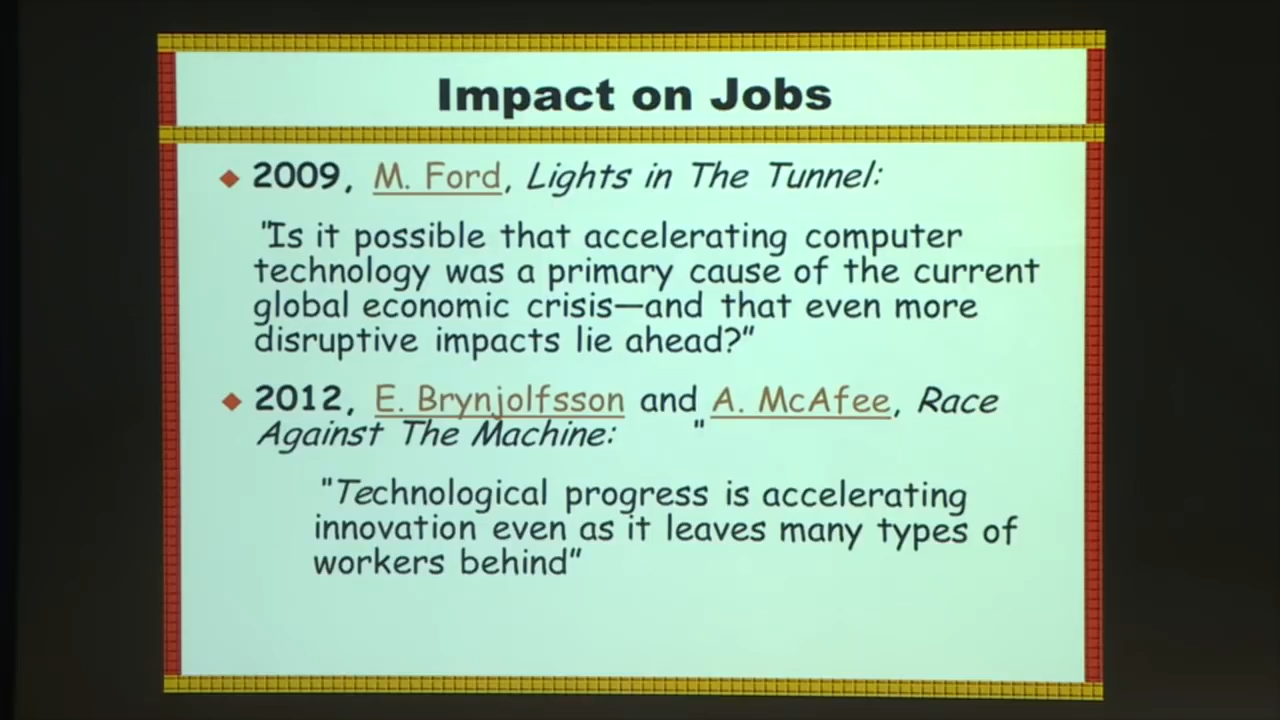 Impact on Jobs
2009, M. Ford, Lights in The Tunnel:
"Is it possible that accelerating computer
technology was a primary cause of the current
global economic crisis—and that even more
disruptive impacts lie ahead?"
2012, E. Brynjolfsson and A. McAfee, Race
Against The Machine: "
"Technological progress is accelerating
innovation even as it leaves many types of
workers behind"